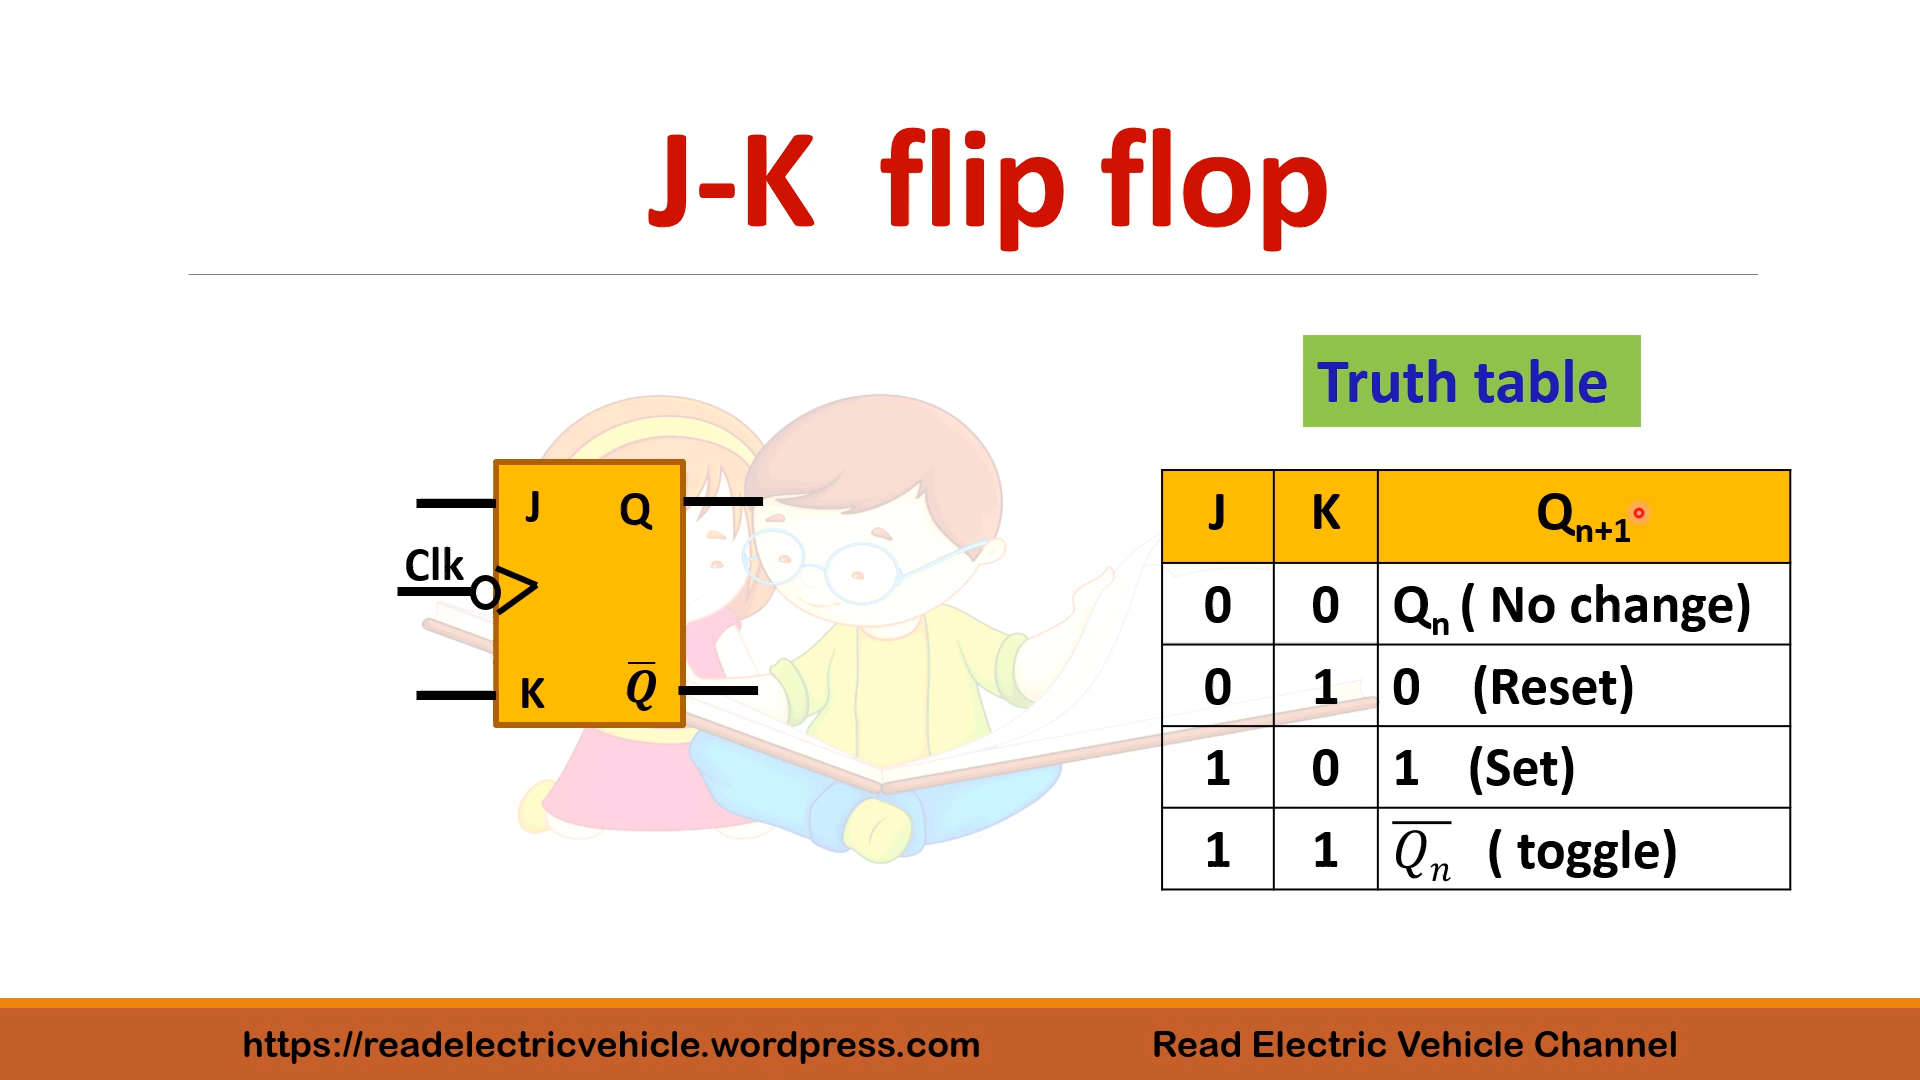 J-K flip flop
Truth table
J Q
Clk
K Q̅
J K Qn+1
0 0 Qn ( No change)
0 1 0 (Reset)
1 0 1 (Set)
1 1 Q̅n̅ ( toggle)
https://readelectricvehicle.wordpress.com Read Electric Vehicle Channel